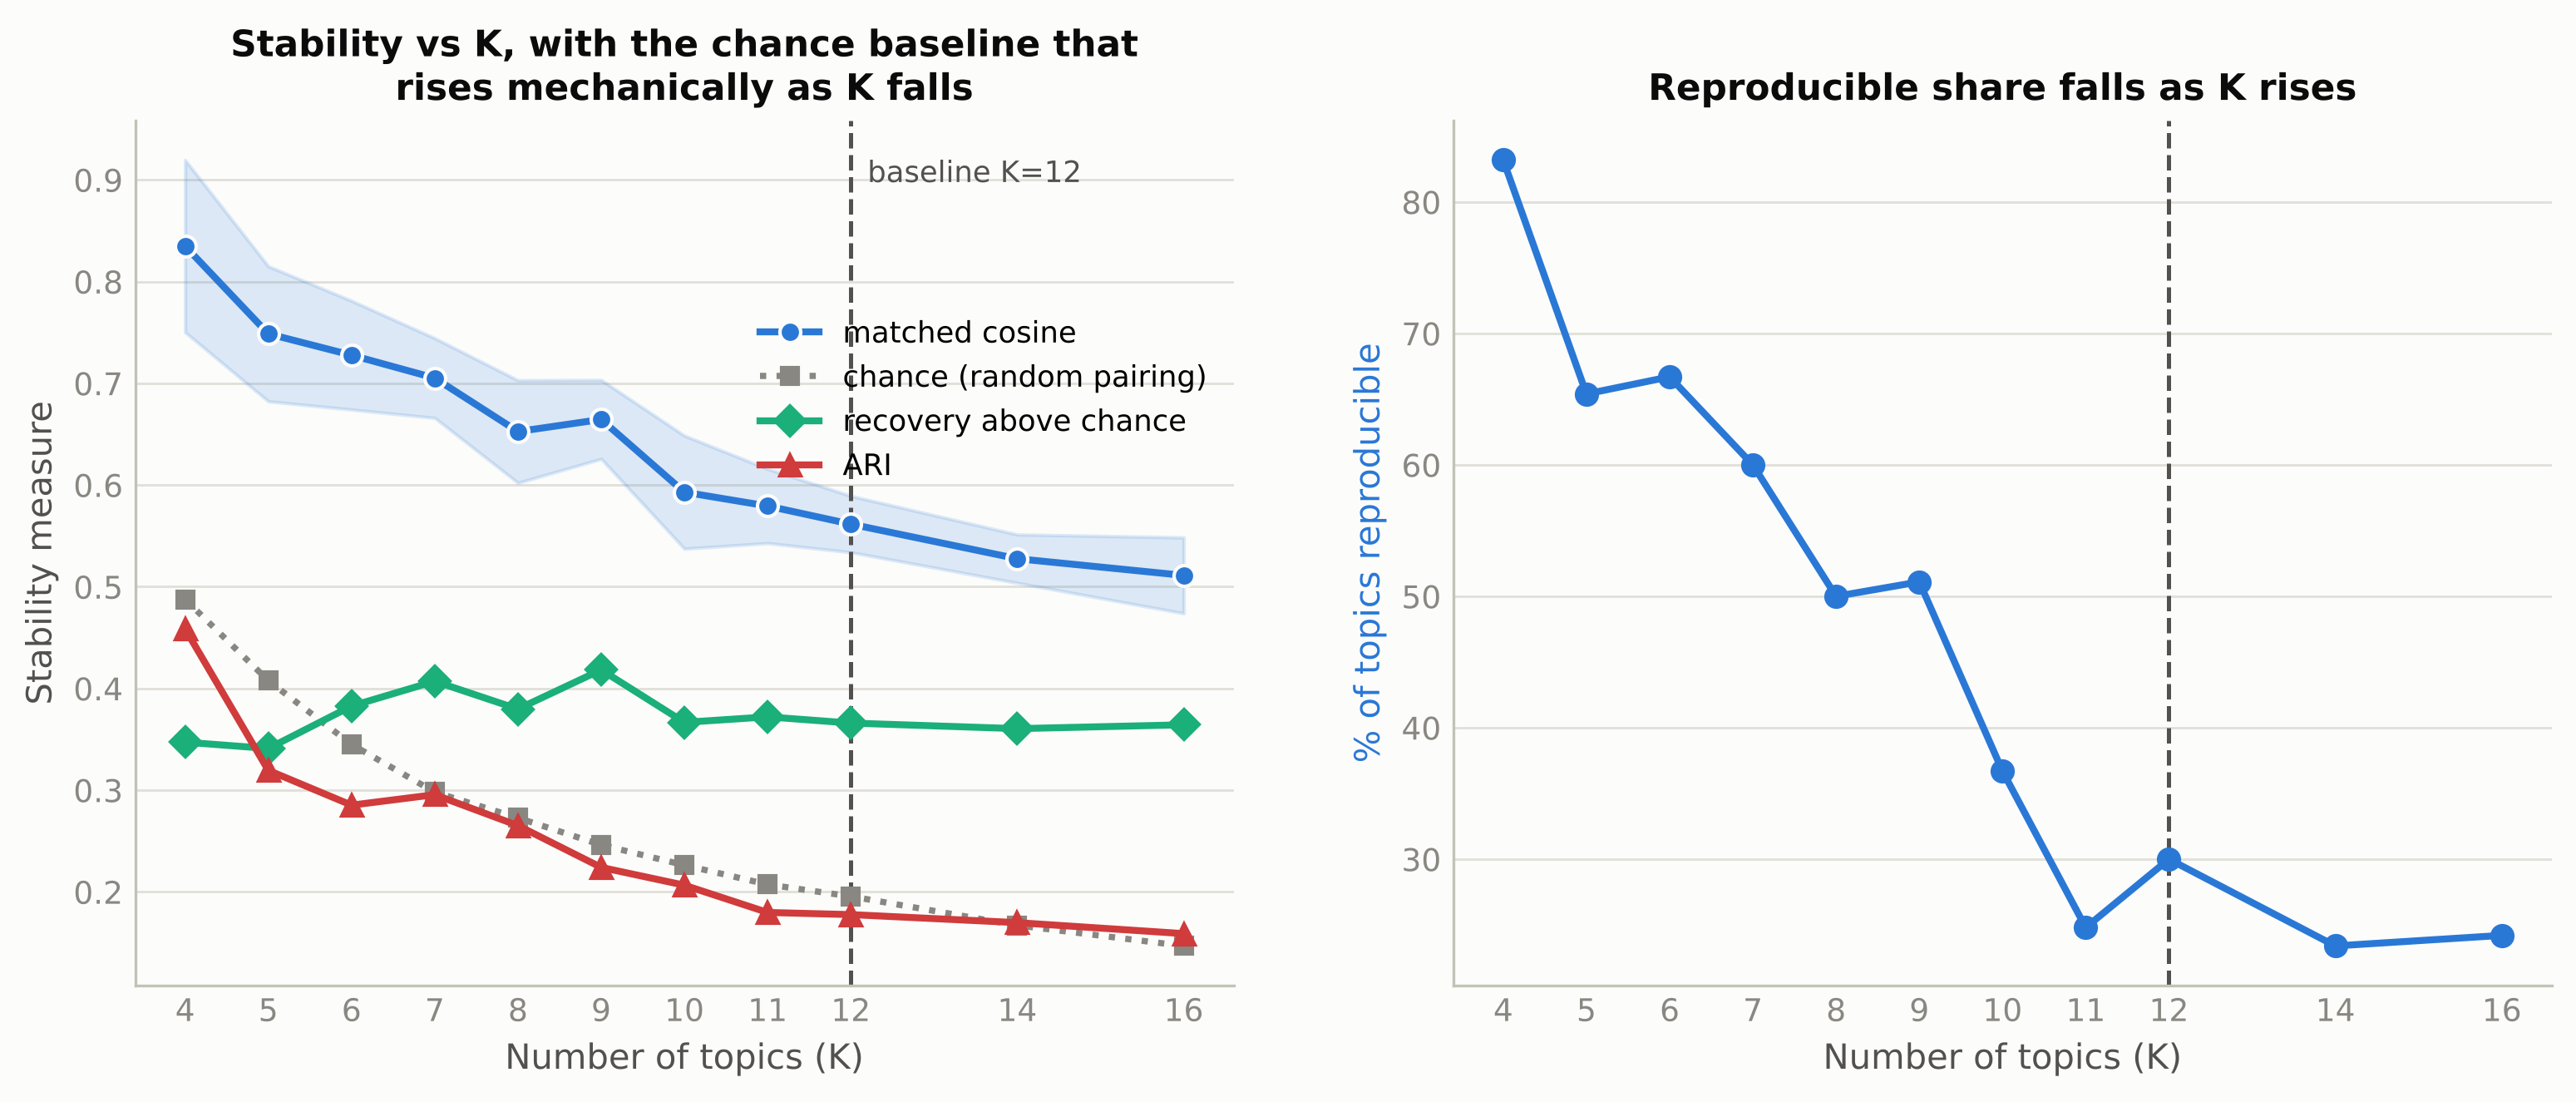 Stability vs K, with the chance baseline that
rises mechanically as K falls
Stability measure
0.9
0.8
0.7
0.6
0.5
0.4
0.3
0.2
baseline K=12
matched cosine
chance (random pairing)
recovery above chance
ARI
4 5 6 7 8 9 10 11 12 14 16
Number of topics (K)
Reproducible share falls as K rises
% of topics reproducible
80
70
60
50
40
30
4 5 6 7 8 9 10 11 12 14 16
Number of topics (K)